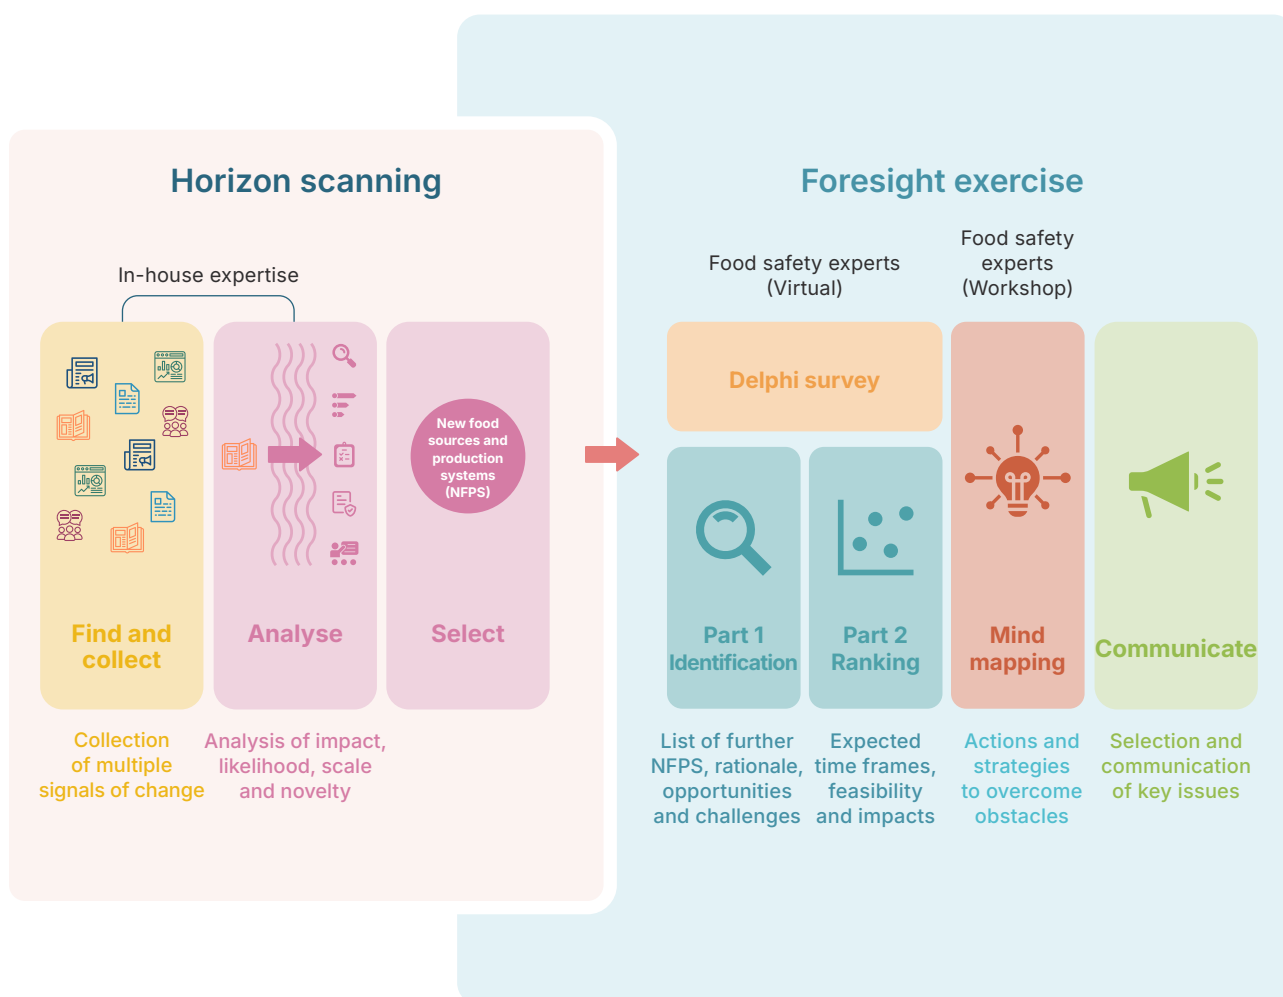 Horizon scanning
In-house expertise
New food
sources and
production
systems
(NFPS)
Find and
collect
Analyse
Select
Collection
of multiple
signals of change
Analysis of impact,
likelihood, scale
and novelty
Foresight exercise
Food safety experts
(Virtual)
Food safety
experts
(Workshop)
Delphi survey
Part 1
Identification
Part 2
Ranking
Mind
mapping
Communicate
List of further
NFPS, rationale,
opportunities
and challenges
Expected
time frames,
feasibility
and impacts
Actions and
strategies
to overcome
obstacles
Selection and
communication
of key issues